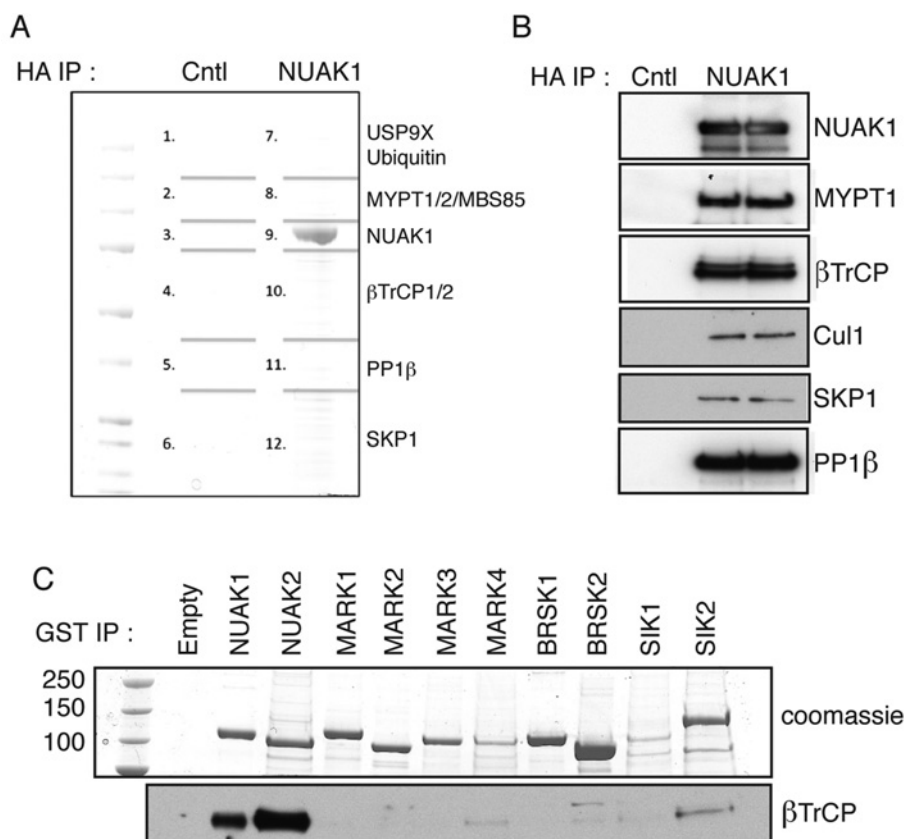 A
HA IP : Cntl NUAK1
1. 7. USP9X
Ubiquitin
2. 8. MYPT1/2/MBS85
3. 9. NUAK1
4. 10. βTrCP1/2
5. 11. PP1β
6. 12. SKP1
B
HA IP : Cntl NUAK1
NUAK1
MYPT1
βTrCP
Cul1
SKP1
PP1β
C
GST IP : Empty NUAK1 NUAK2 MARK1 MARK2 MARK3 MARK4 BRSK1 BRSK2 SIK1 SIK2
250
150
100
coomassie
βTrCP